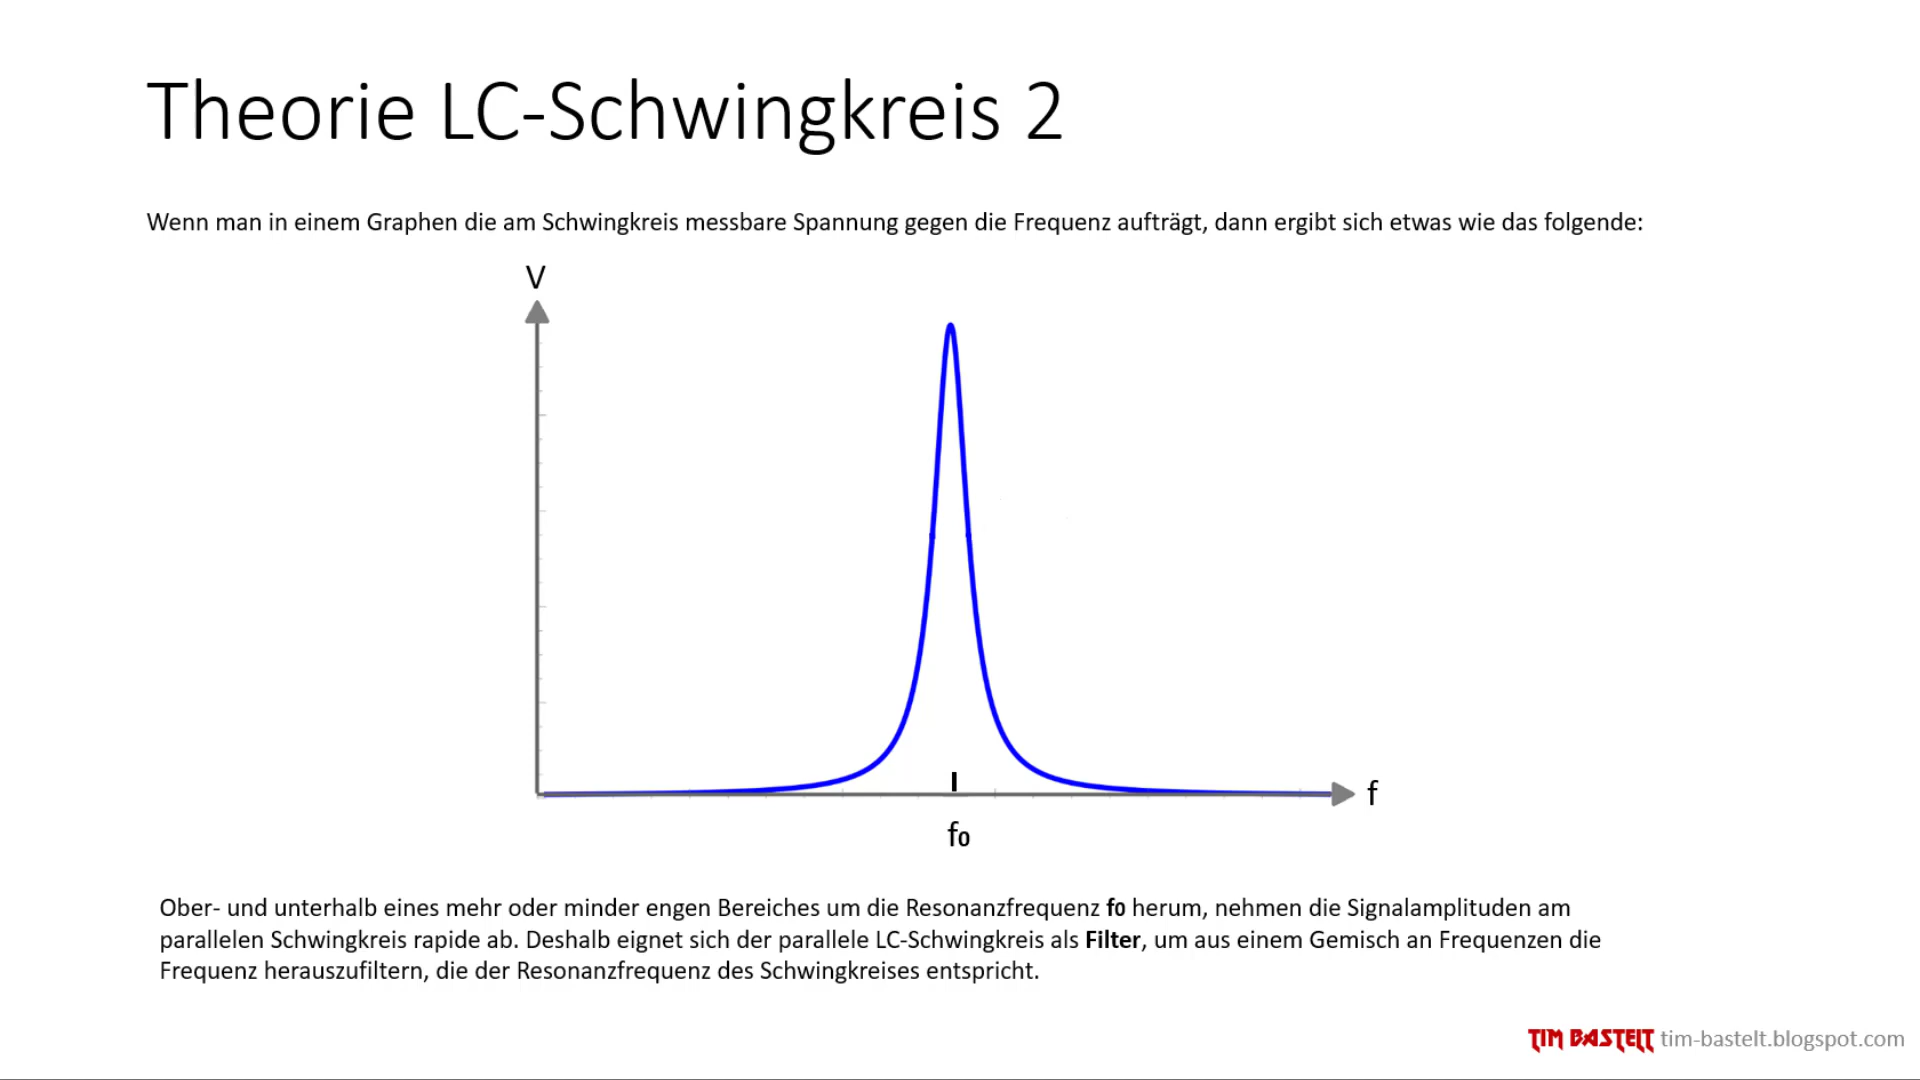 Theorie LC-Schwingkreis 2
Wenn man in einem Graphen die am Schwingkreis messbare Spannung gegen die Frequenz aufträgt, dann ergibt sich etwas wie das folgende:
V
f
f0
Ober- und unterhalb eines mehr oder minder engen Bereiches um die Resonanzfrequenz f0 herum, nehmen die Signalamplituden am
parallelen Schwingkreis rapide ab. Deshalb eignet sich der parallele LC-Schwingkreis als Filter, um aus einem Gemisch an Frequenzen die
Frequenz herauszufiltern, die der Resonanzfrequenz des Schwingkreises entspricht.
TIM BASTELT tim-bastelt.blogspot.com